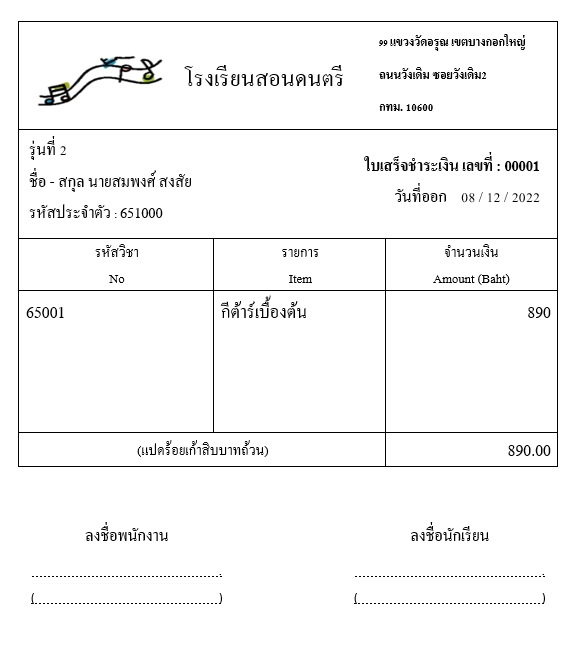 โรงเรียนสอนดนตรี
๑๑ แขวงวัดอรุณ เขตบางกอกใหญ่
ถนนวังเดิม ซอยวังเดิม2
กทม. 10600
รุ่นที่ 2
ชื่อ - สกุล นายสมพงศ์ สงสัย
รหัสประจำตัว : 651000
ใบเสร็จชำระเงิน เลขที่ : 00001
วันที่ออก 08 / 12 / 2022
รหัสวิชา รายการ จำนวนเงิน
No Item Amount (Baht)
65001 กีต้าร์เบื้องต้น 890
(แปดร้อยเก้าสิบบาทถ้วน) 890.00
ลงชื่อพนักงาน ลงชื่อนักเรียน
(..............................................) (..............................................)